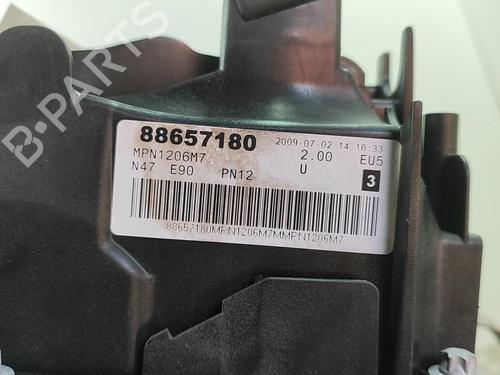 B-PARTS
88657180 2009-07-02 14:16:33
MPN1206M7 2.00 EU5
N47 E90 PN12 U 3
88657180MPN1206M7MMPN1206M7